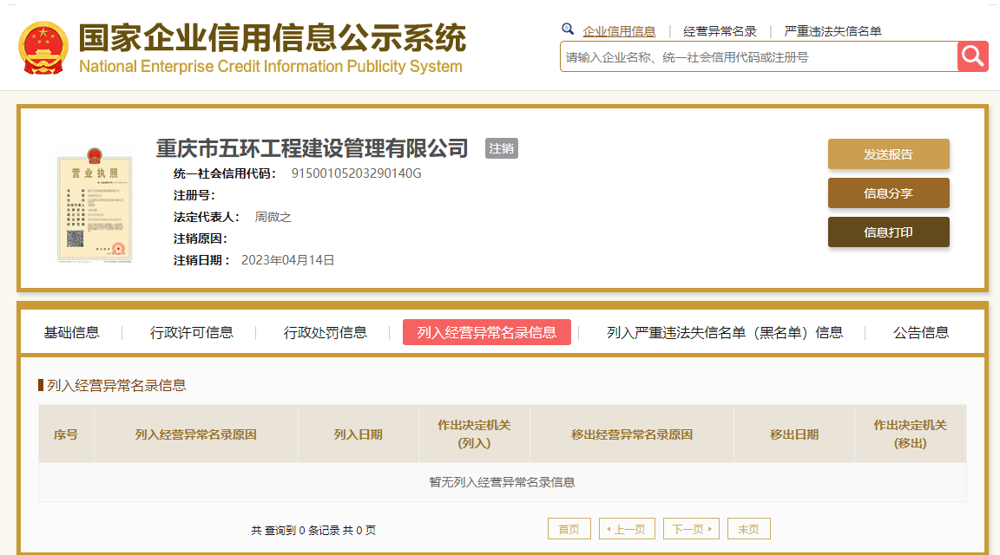 国家企业信用信息公示系统
National Enterprise Credit Information Publicity System
企业信用信息 | 经营异常名录 | 严重违法失信名单
请输入企业名称、统一社会信用代码或注册号
营业执照
重庆市五环工程建设管理有限公司 注销
统一社会信用代码： 91500105203290140G
注册号：
法定代表人： 周微之
注销原因：
注销日期： 2023年04月14日
发送报告
信息分享
信息打印
基础信息 | 行政许可信息 | 行政处罚信息 | 列入经营异常名录信息 | 列入严重违法失信名单（黑名单）信息 | 公告信息
列入经营异常名录信息
序号 列入经营异常名录原因 列入日期 作出决定机关(列入) 移出经营异常名录原因 移出日期 作出决定机关(移出)
暂无列入经营异常名录信息
共 查询到 0 条记录 共 0 页 首页 上一页 下一页 末页